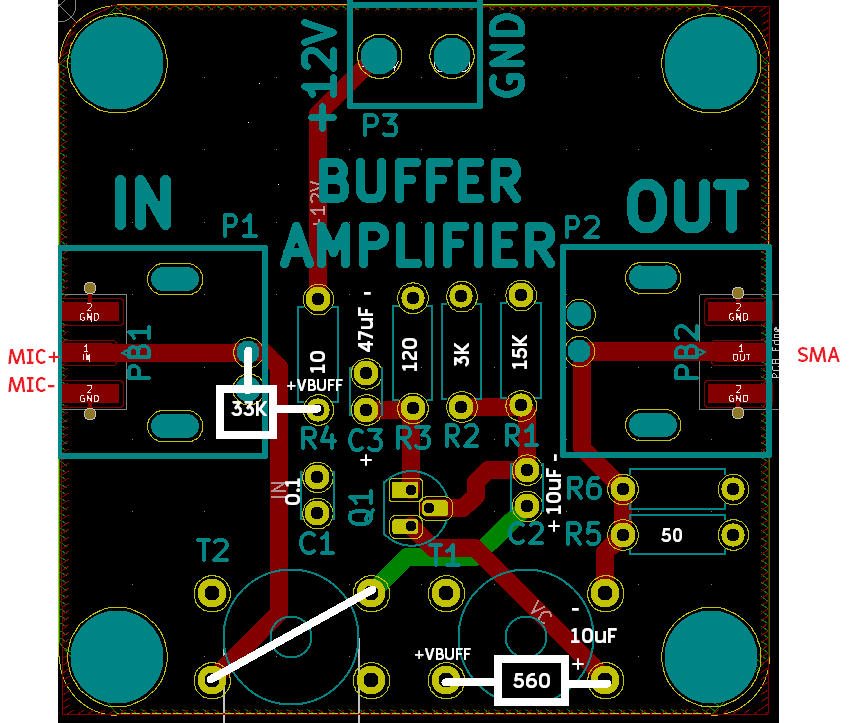 +12V
GND
P3
+12V
BUFFER
AMPLIFIER
IN
OUT
P1
P2
2
GND
1
IN
2
GND
PB1
MIC+
MIC-
33K
+VBUFF
10
47uF -
120
3K
15K
R4
C3
R3
R2
R1
+
2
GND
1
OUT
2
GND
PB2
PCB Edge
SMA
IN
0.1
C1
Q1
+10uF -
C2
R6
R5
50
T2
T1
VC
-
10uF
+
+VBUFF
560